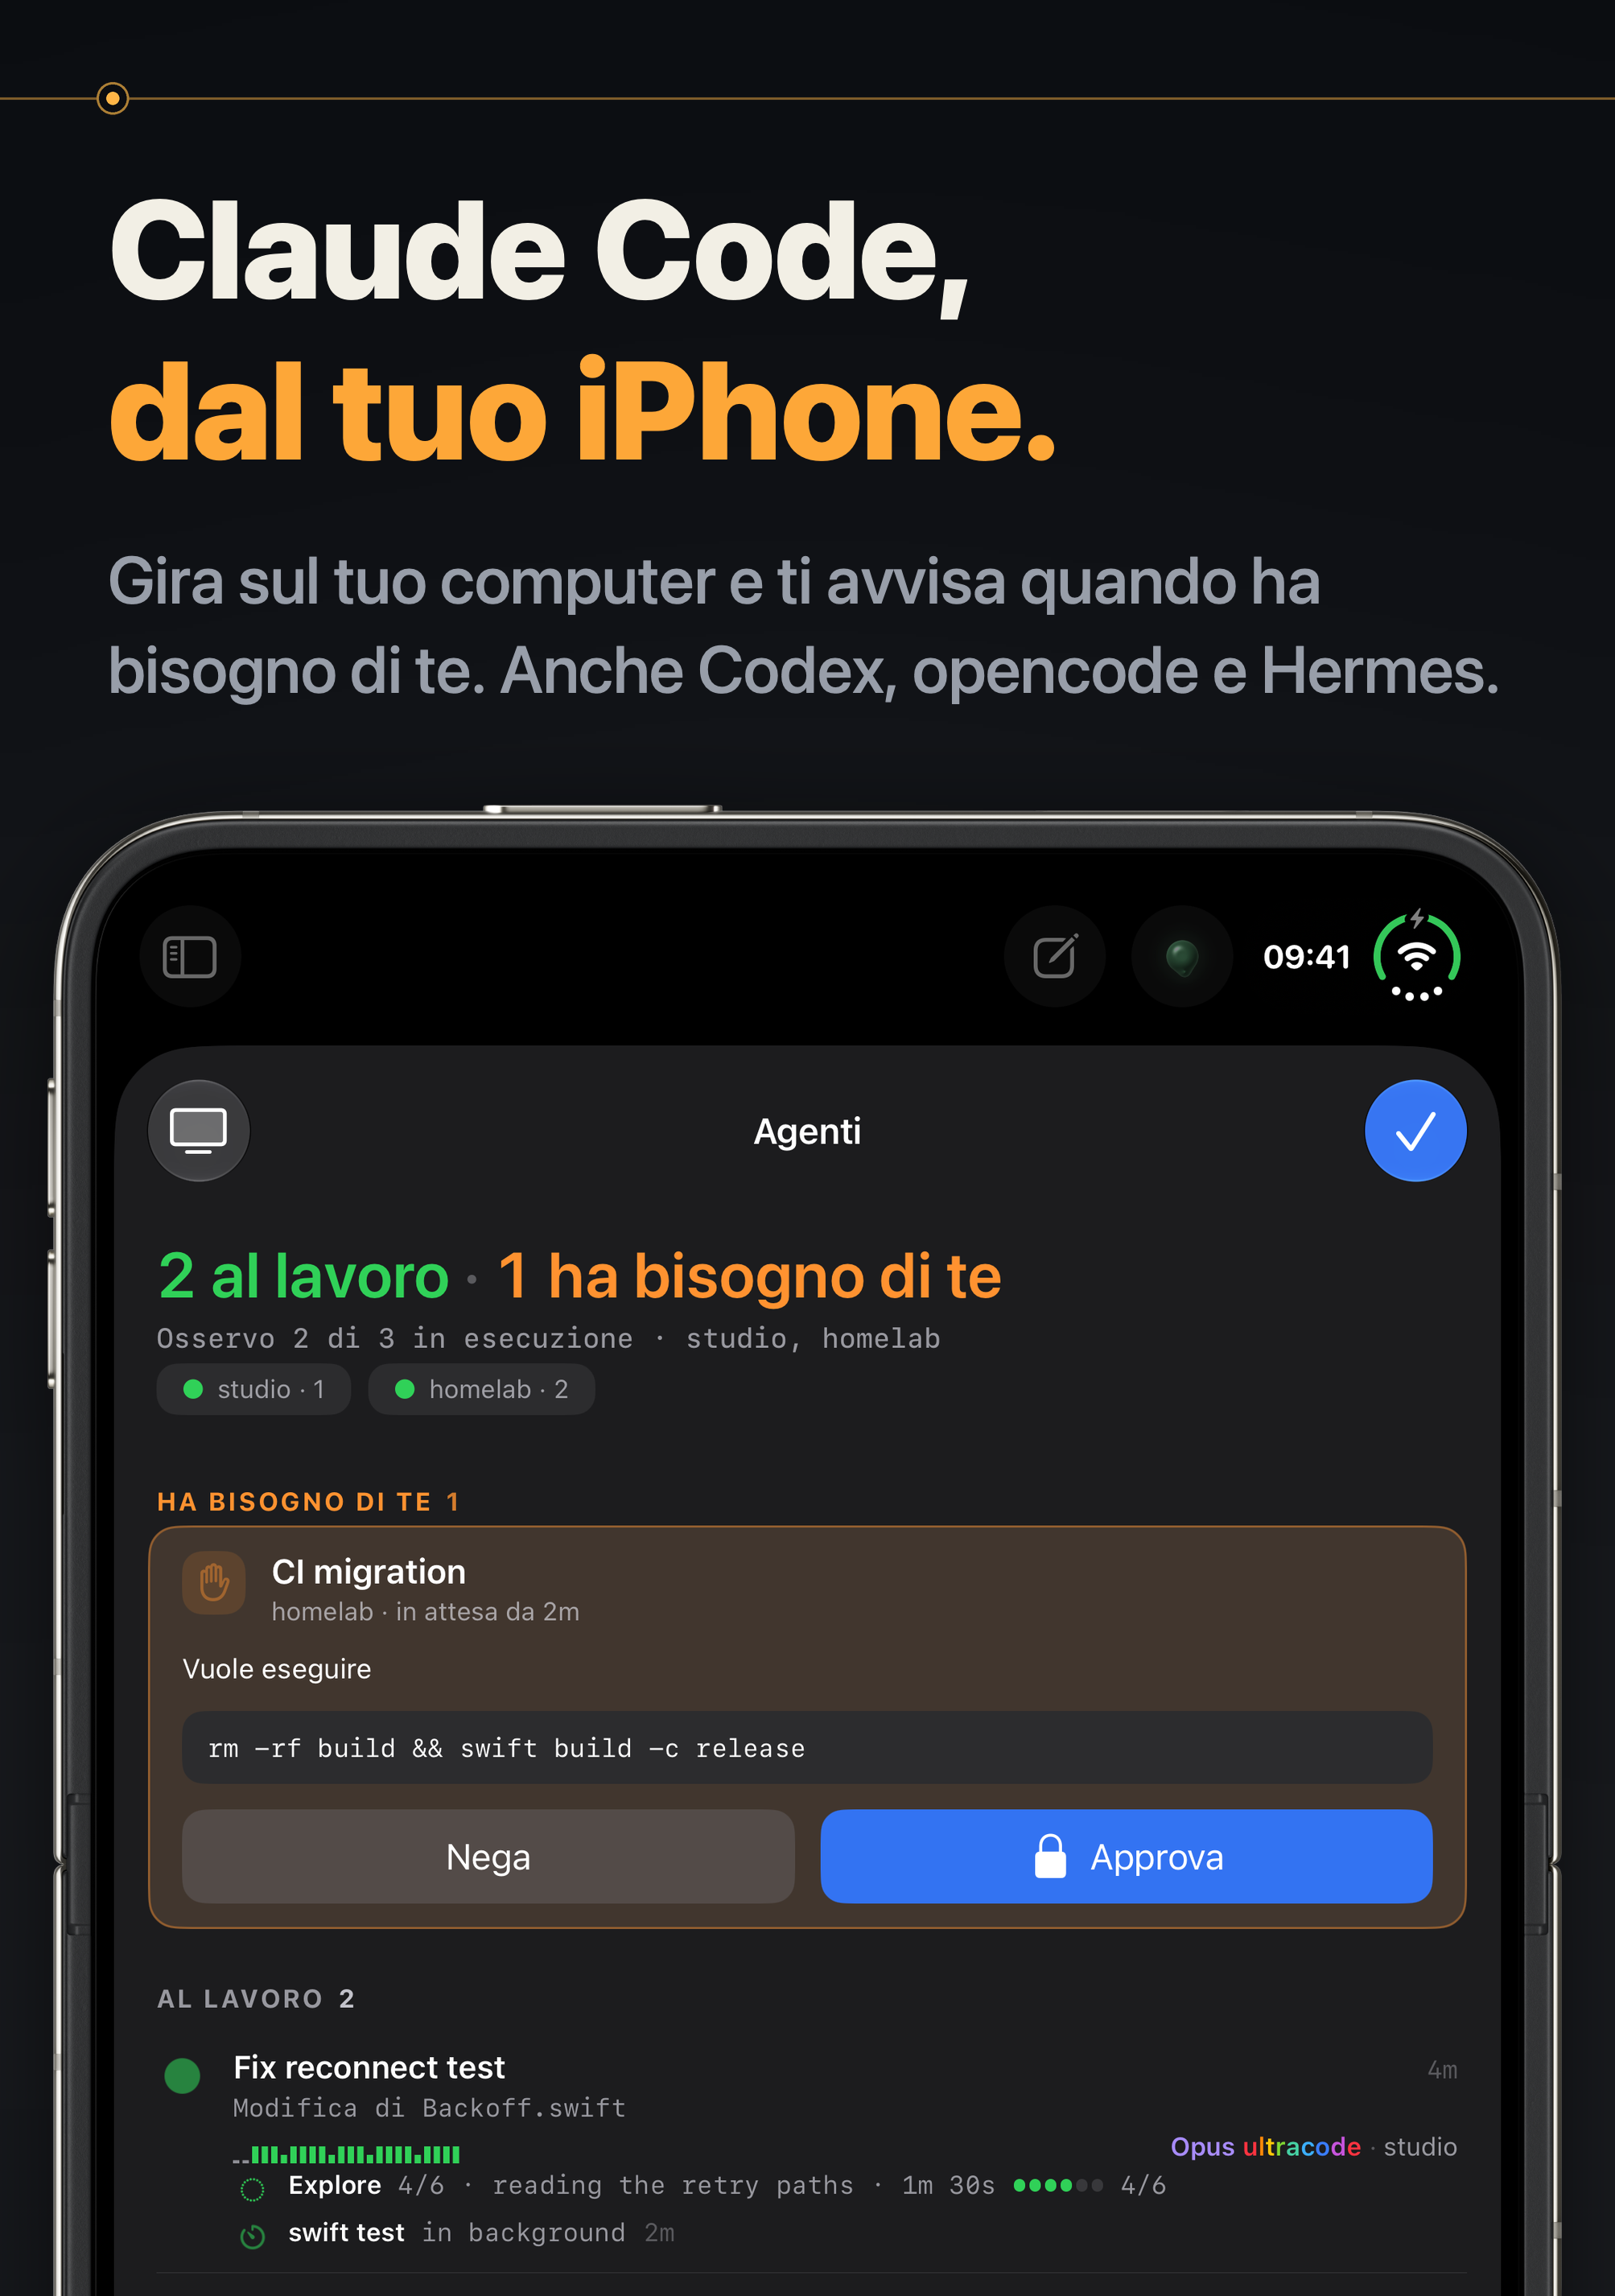 Claude Code,
dal tuo iPhone.
Gira sul tuo computer e ti avvisa quando ha
bisogno di te. Anche Codex, opencode e Hermes.
09:41
Agenti
2 al lavoro · 1 ha bisogno di te
Osservo 2 di 3 in esecuzione · studio, homelab
studio · 1 homelab · 2
HA BISOGNO DI TE 1
CI migration
homelab · in attesa da 2m
Vuole eseguire
rm -rf build && swift build -c release
Nega Approva
AL LAVORO 2
Fix reconnect test 4m
Modifica di Backoff.swift
Opus ultracode · studio
Explore 4/6 · reading the retry paths · 1m 30s 4/6
swift test in background 2m